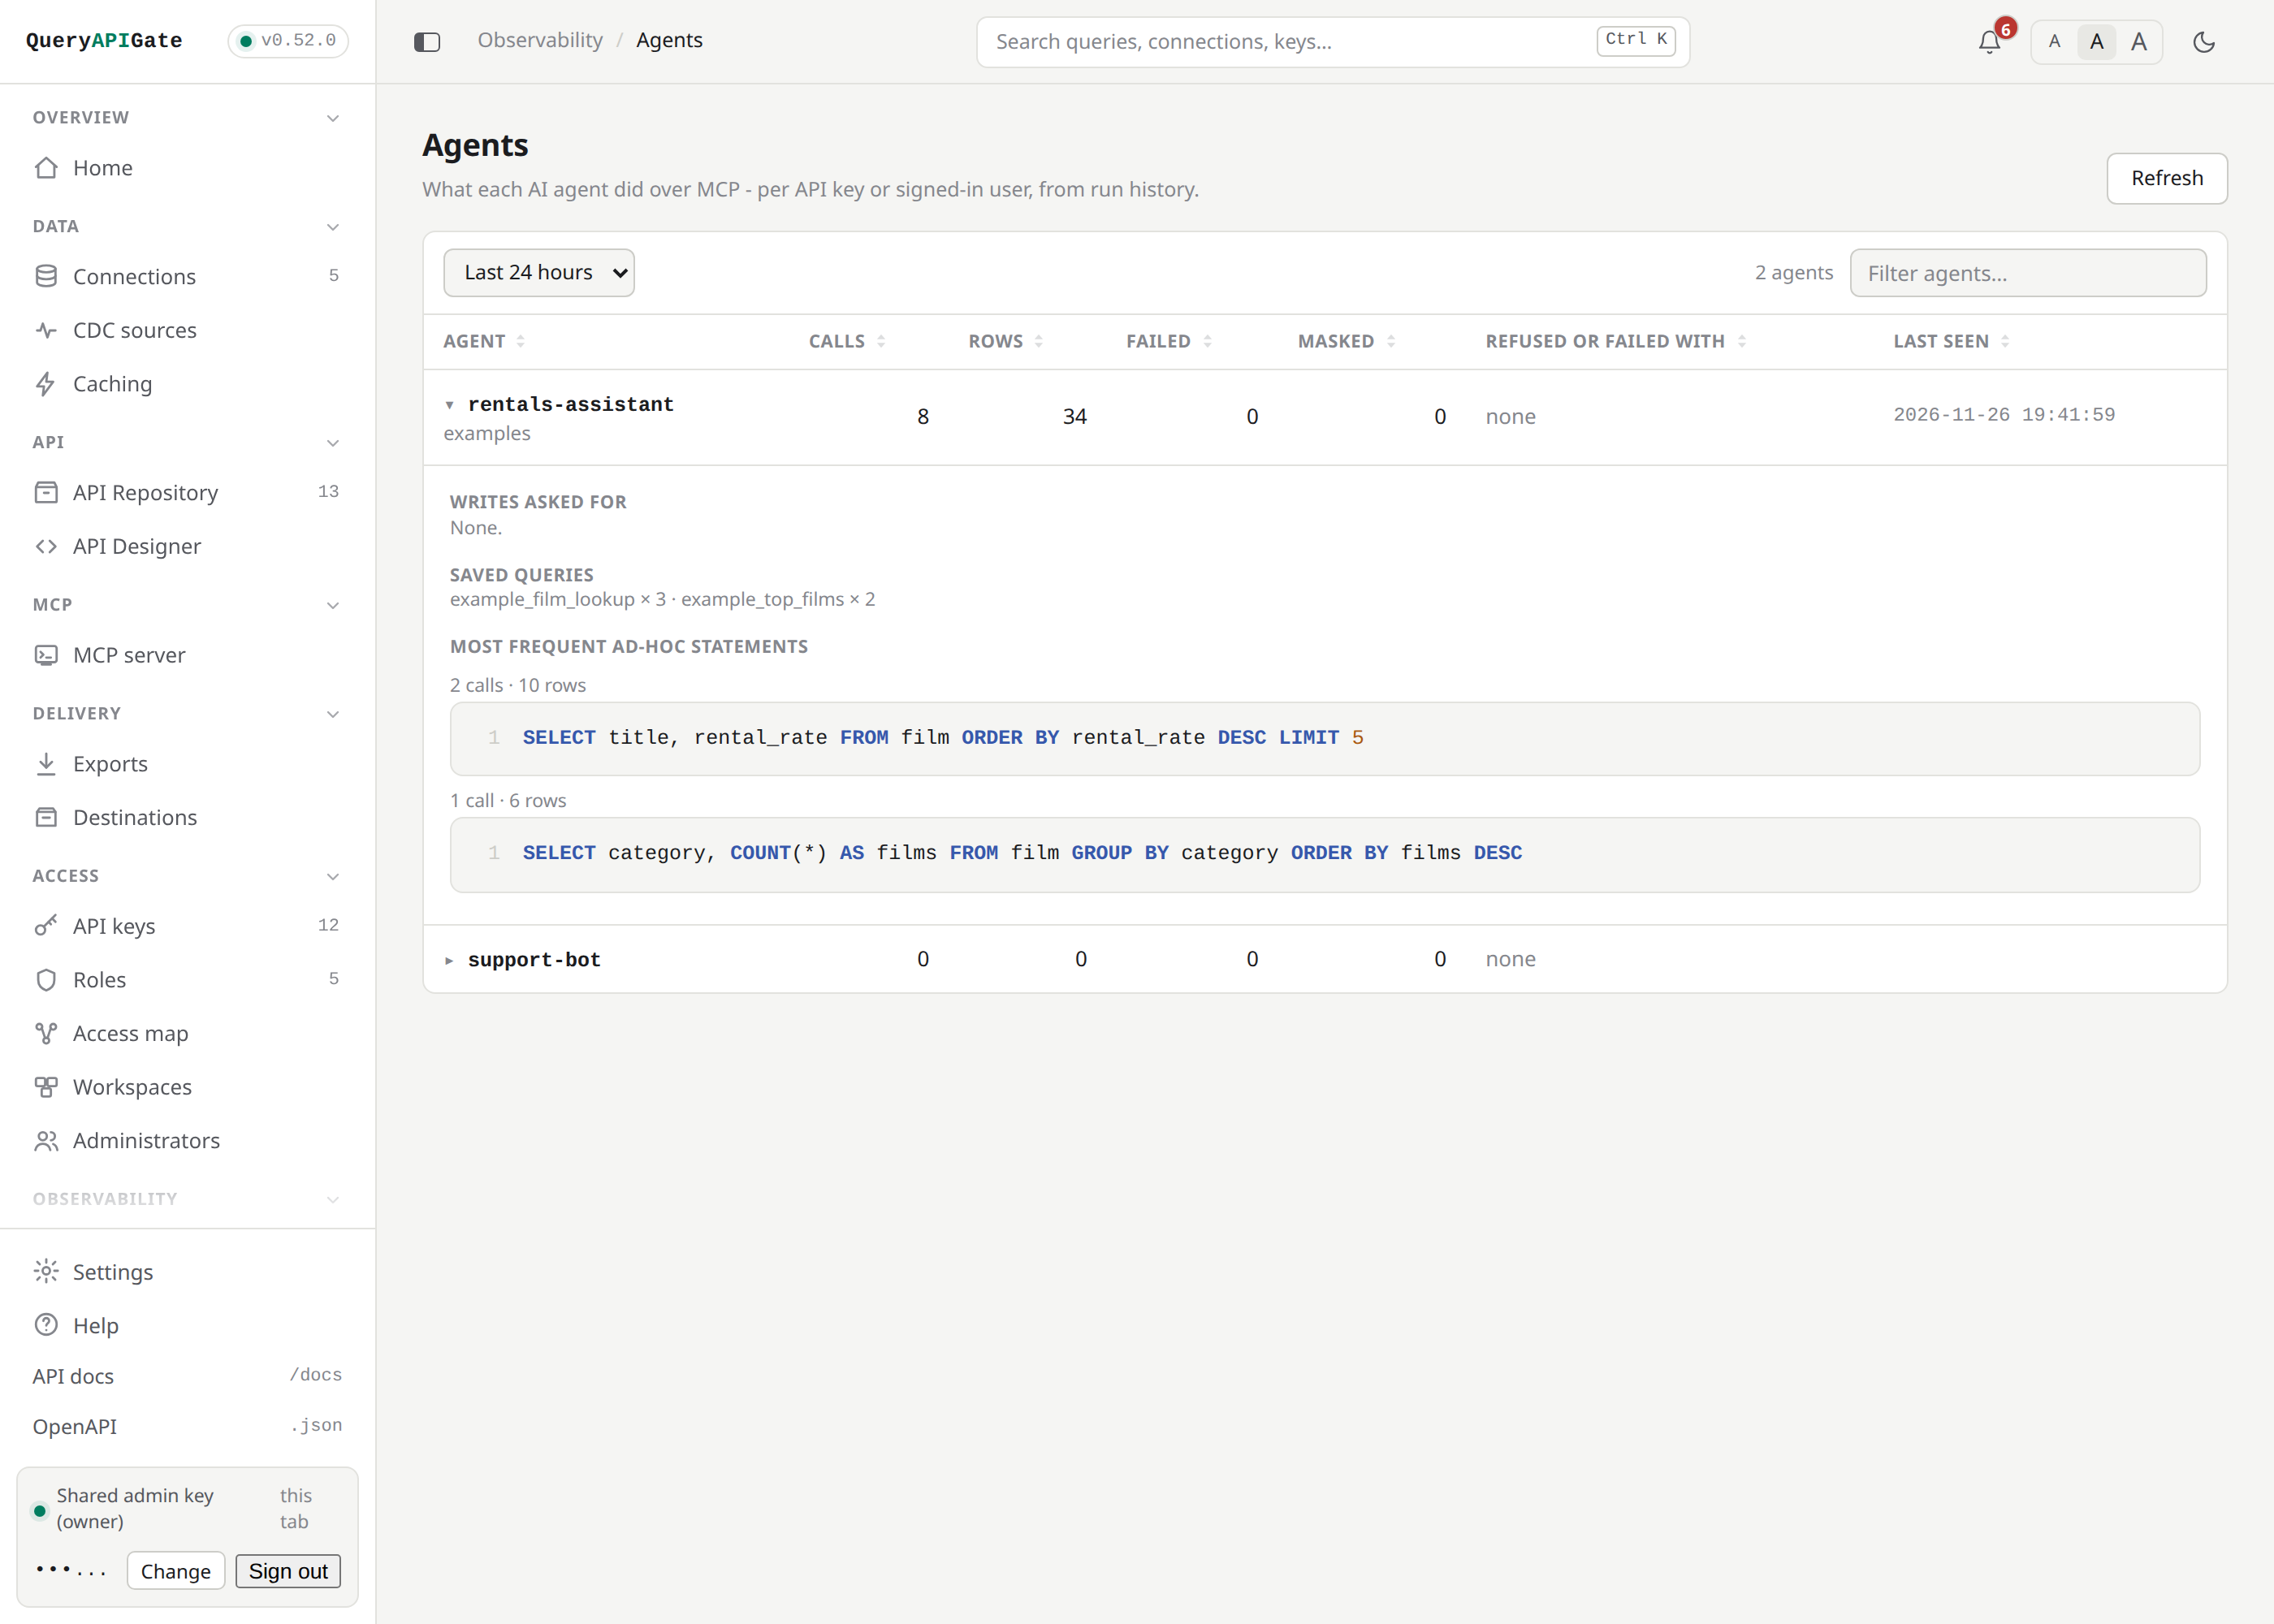 QueryAPIGate
v0.52.0
Observability / Agents
Search queries, connections, keys...
Ctrl K
6
A A A
OVERVIEW
Home
DATA
Connections 5
CDC sources
Caching
API
API Repository 13
API Designer
MCP
MCP server
DELIVERY
Exports
Destinations
ACCESS
API keys 12
Roles 5
Access map
Workspaces
Administrators
OBSERVABILITY
Settings
Help
API docs /docs
OpenAPI .json
Shared admin key (owner)
this tab
•••...
Change
Sign out
Agents
What each AI agent did over MCP - per API key or signed-in user, from run history.
Refresh
Last 24 hours
2 agents
Filter agents...
AGENT CALLS ROWS FAILED MASKED REFUSED OR FAILED WITH LAST SEEN
rentals-assistant 8 34 0 0 none 2026-11-26 19:41:59
examples
WRITES ASKED FOR
None.
SAVED QUERIES
example_film_lookup × 3 · example_top_films × 2
MOST FREQUENT AD-HOC STATEMENTS
2 calls · 10 rows
1 SELECT title, rental_rate FROM film ORDER BY rental_rate DESC LIMIT 5
1 call · 6 rows
1 SELECT category, COUNT(*) AS films FROM film GROUP BY category ORDER BY films DESC
support-bot 0 0 0 0 none